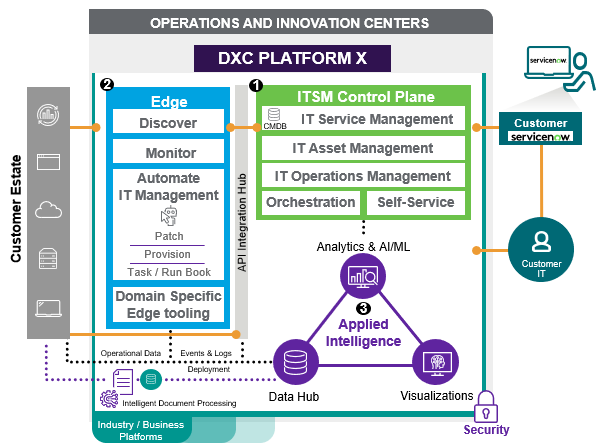 OPERATIONS AND INNOVATION CENTERS
DXC PLATFORM X
servicenow
2
1
Edge
ITSM Control Plane
Discover
CMDB
IT Service Management
Customer
servicenow
Monitor
IT Asset Management
Automate
IT Management
IT Operations Management
Patch
Provision
Task / Run Book
Orchestration
Self-Service
Customer Estate
API Integration Hub
Domain Specific
Edge tooling
Analytics & AI/ML
Customer
IT
3
Applied
Intelligence
Operational Data
Events & Logs
Deployment
Intelligent Document Processing
Data Hub
Visualizations
Industry / Business
Platforms
Security